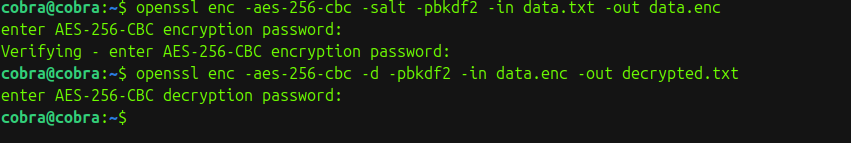 cobra@cobra:~$ openssl enc -aes-256-cbc -salt -pbkdf2 -in data.txt -out data.enc
enter AES-256-CBC encryption password:
Verifying - enter AES-256-CBC encryption password:
cobra@cobra:~$ openssl enc -aes-256-cbc -d -pbkdf2 -in data.enc -out decrypted.txt
enter AES-256-CBC decryption password:
cobra@cobra:~$